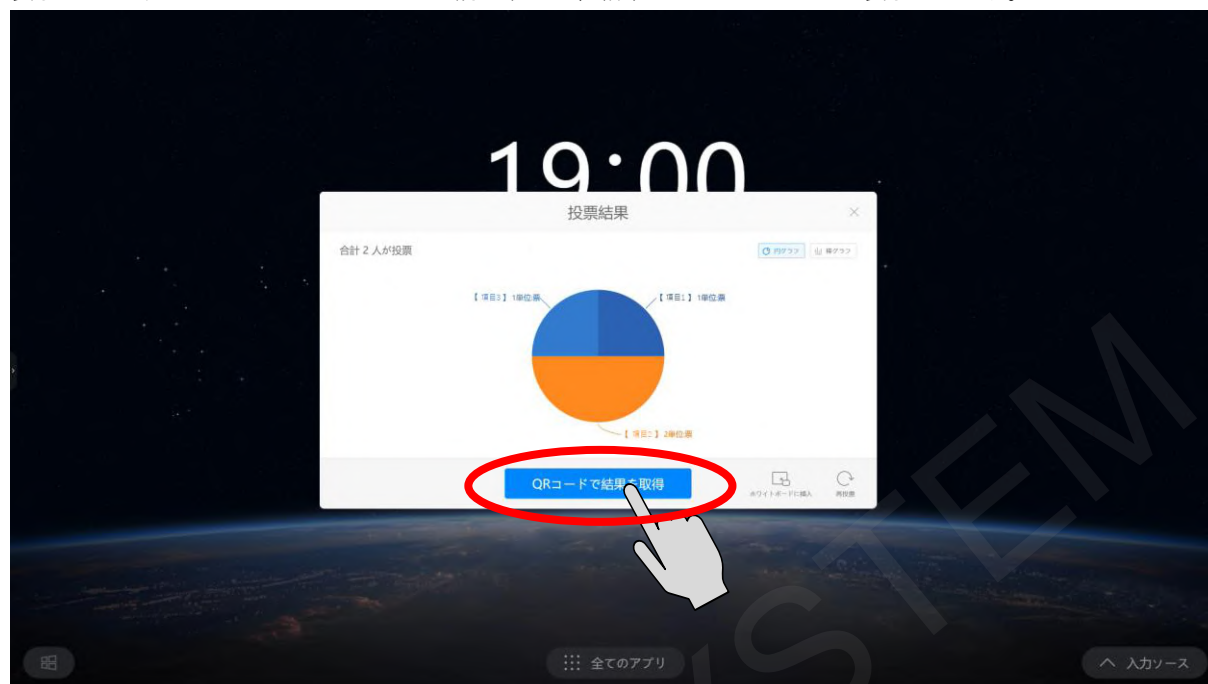 19:00
投票結果
合計 2 人が投票
円グラフ
棒グラフ
【 項目3 】 1単位票
【 項目1 】 1単位票
【 項目2 】 2単位票
QRコードで結果を取得
ホワイトボードに挿入
再投票
全てのアプリ
入力ソース
STEM